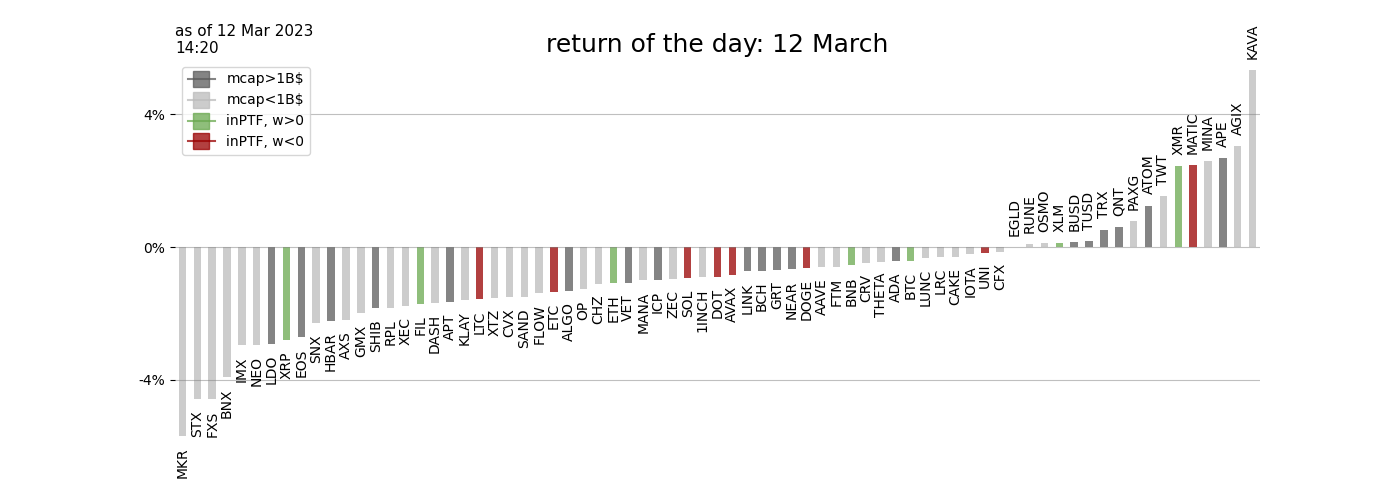 as of 12 Mar 2023
14:20
return of the day: 12 March
mcap>1B$
mcap<1B$
inPTF, w>0
inPTF, w<0
4%
0%
-4%
MKR
STX
FXS
BNX
IMX
NEO
LDO
XRP
EOS
SNX
HBAR
AXS
GMX
SHIB
RPL
XEC
FIL
DASH
APT
KLAY
LTC
XTZ
CVX
SAND
FLOW
ETC
ALGO
OP
CHZ
ETH
VET
MANA
ICP
ZEC
SOL
1INCH
DOT
AVAX
LINK
BCH
GRT
NEAR
DOGE
AAVE
FTM
BNB
CRV
THETA
ADA
BTC
LUNC
LRC
CAKE
IOTA
UNI
CFX
EGLD
RUNE
OSMO
XLM
BUSD
TUSD
TRX
QNT
PAXG
ATOM
TWT
XMR
MATIC
MINA
APE
AGIX
KAVA